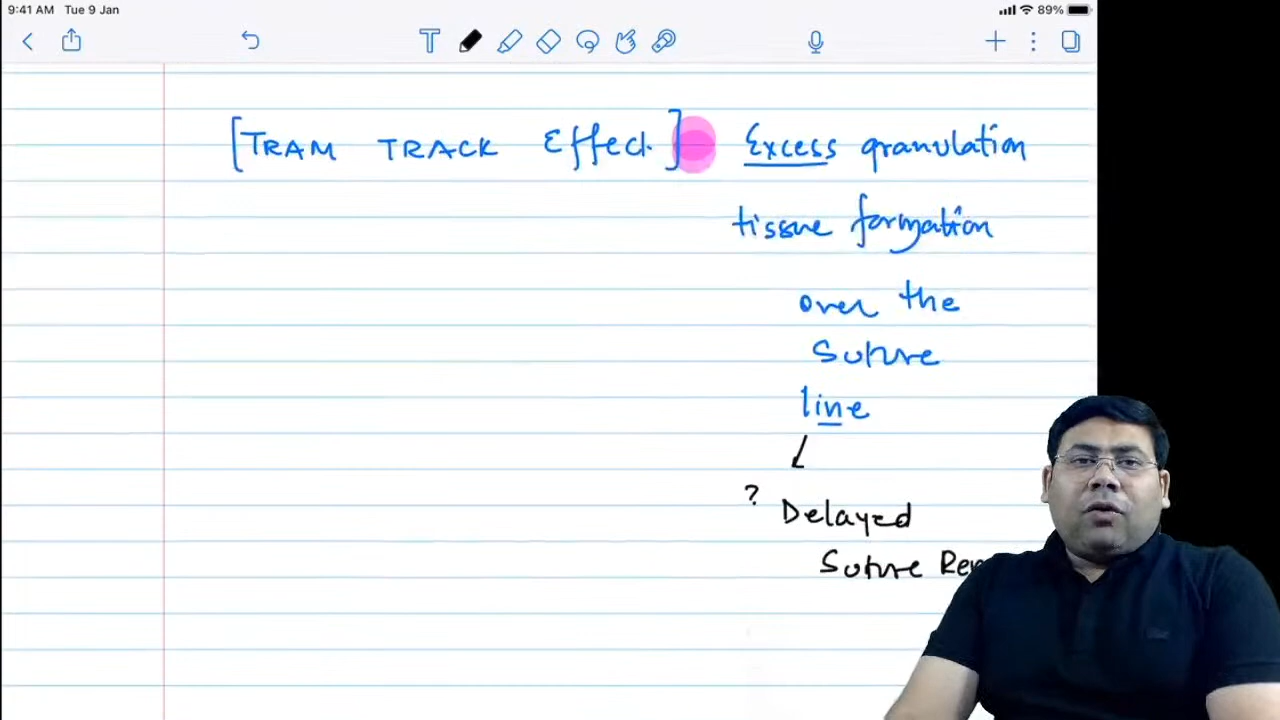 9:41 AM Tue 9 Jan 89%
T
[TRAM TRACK Effect] Excess granulation
tissue formation
over the
Suture
line
? Delayed
Suture